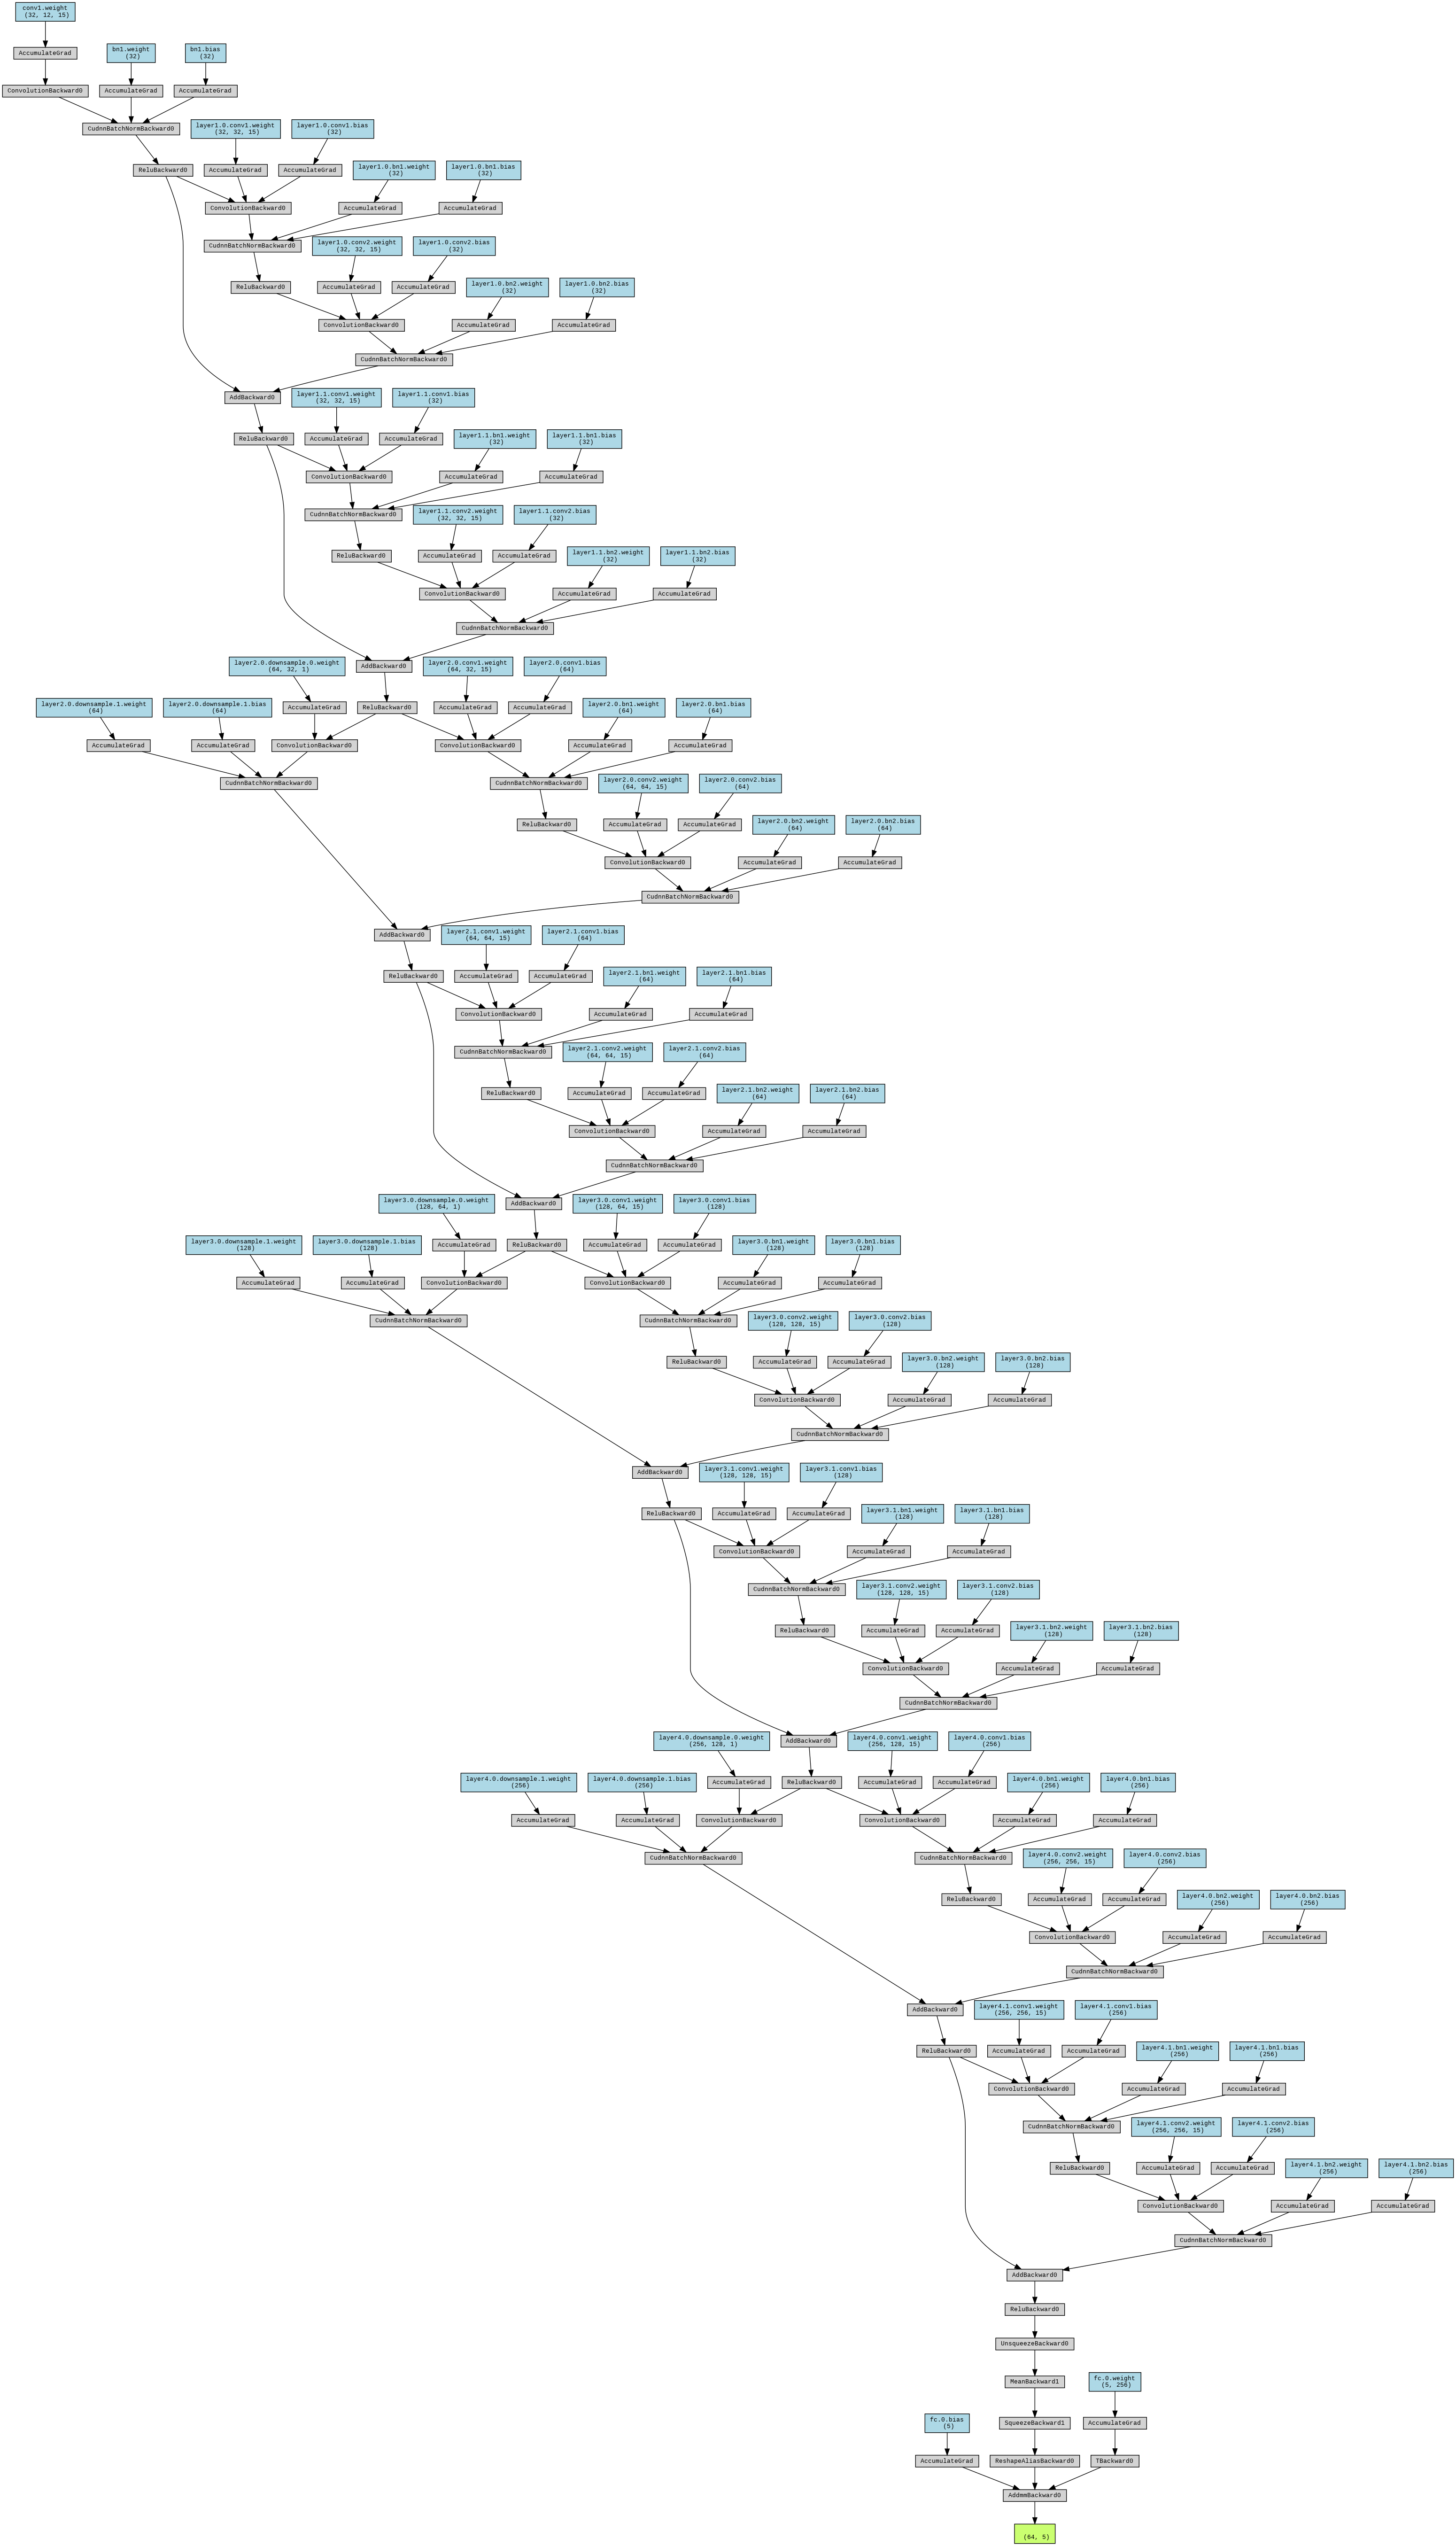 conv1.weight
(32, 12, 15)
AccumulateGrad
bn1.weight
(32)
bn1.bias
(32)
ConvolutionBackward0
AccumulateGrad
AccumulateGrad
CudnnBatchNormBackward0
layer1.0.conv1.weight
(32, 32, 15)
layer1.0.conv1.bias
(32)
ReluBackward0
AccumulateGrad
AccumulateGrad
layer1.0.bn1.weight
(32)
layer1.0.bn1.bias
(32)
ConvolutionBackward0
AccumulateGrad
AccumulateGrad
CudnnBatchNormBackward0
layer1.0.conv2.weight
(32, 32, 15)
layer1.0.conv2.bias
(32)
ReluBackward0
AccumulateGrad
AccumulateGrad
layer1.0.bn2.weight
(32)
layer1.0.bn2.bias
(32)
ConvolutionBackward0
AccumulateGrad
AccumulateGrad
CudnnBatchNormBackward0
AddBackward0
layer1.1.conv1.weight
(32, 32, 15)
layer1.1.conv1.bias
(32)
ReluBackward0
AccumulateGrad
AccumulateGrad
layer1.1.bn1.weight
(32)
layer1.1.bn1.bias
(32)
ConvolutionBackward0
AccumulateGrad
AccumulateGrad
CudnnBatchNormBackward0
layer1.1.conv2.weight
(32, 32, 15)
layer1.1.conv2.bias
(32)
ReluBackward0
AccumulateGrad
AccumulateGrad
layer1.1.bn2.weight
(32)
layer1.1.bn2.bias
(32)
ConvolutionBackward0
AccumulateGrad
AccumulateGrad
CudnnBatchNormBackward0
layer2.0.downsample.0.weight
(64, 32, 1)
AddBackward0
layer2.0.conv1.weight
(64, 32, 15)
layer2.0.conv1.bias
(64)
layer2.0.downsample.1.weight
(64)
layer2.0.downsample.1.bias
(64)
AccumulateGrad
ReluBackward0
AccumulateGrad
AccumulateGrad
layer2.0.bn1.weight
(64)
layer2.0.bn1.bias
(64)
AccumulateGrad
AccumulateGrad
ConvolutionBackward0
ConvolutionBackward0
AccumulateGrad
AccumulateGrad
CudnnBatchNormBackward0
CudnnBatchNormBackward0
layer2.0.conv2.weight
(64, 64, 15)
layer2.0.conv2.bias
(64)
ReluBackward0
AccumulateGrad
AccumulateGrad
layer2.0.bn2.weight
(64)
layer2.0.bn2.bias
(64)
ConvolutionBackward0
AccumulateGrad
AccumulateGrad
CudnnBatchNormBackward0
AddBackward0
layer2.1.conv1.weight
(64, 64, 15)
layer2.1.conv1.bias
(64)
ReluBackward0
AccumulateGrad
AccumulateGrad
layer2.1.bn1.weight
(64)
layer2.1.bn1.bias
(64)
ConvolutionBackward0
AccumulateGrad
AccumulateGrad
CudnnBatchNormBackward0
layer2.1.conv2.weight
(64, 64, 15)
layer2.1.conv2.bias
(64)
ReluBackward0
AccumulateGrad
AccumulateGrad
layer2.1.bn2.weight
(64)
layer2.1.bn2.bias
(64)
ConvolutionBackward0
AccumulateGrad
AccumulateGrad
CudnnBatchNormBackward0
layer3.0.downsample.0.weight
(128, 64, 1)
AddBackward0
layer3.0.conv1.weight
(128, 64, 15)
layer3.0.conv1.bias
(128)
layer3.0.downsample.1.weight
(128)
layer3.0.downsample.1.bias
(128)
AccumulateGrad
ReluBackward0
AccumulateGrad
AccumulateGrad
layer3.0.bn1.weight
(128)
layer3.0.bn1.bias
(128)
AccumulateGrad
AccumulateGrad
ConvolutionBackward0
ConvolutionBackward0
AccumulateGrad
AccumulateGrad
CudnnBatchNormBackward0
CudnnBatchNormBackward0
layer3.0.conv2.weight
(128, 128, 15)
layer3.0.conv2.bias
(128)
ReluBackward0
AccumulateGrad
AccumulateGrad
layer3.0.bn2.weight
(128)
layer3.0.bn2.bias
(128)
ConvolutionBackward0
AccumulateGrad
AccumulateGrad
CudnnBatchNormBackward0
AddBackward0
layer3.1.conv1.weight
(128, 128, 15)
layer3.1.conv1.bias
(128)
ReluBackward0
AccumulateGrad
AccumulateGrad
layer3.1.bn1.weight
(128)
layer3.1.bn1.bias
(128)
ConvolutionBackward0
AccumulateGrad
AccumulateGrad
CudnnBatchNormBackward0
layer3.1.conv2.weight
(128, 128, 15)
layer3.1.conv2.bias
(128)
ReluBackward0
AccumulateGrad
AccumulateGrad
layer3.1.bn2.weight
(128)
layer3.1.bn2.bias
(128)
ConvolutionBackward0
AccumulateGrad
AccumulateGrad
CudnnBatchNormBackward0
layer4.0.downsample.0.weight
(256, 128, 1)
AddBackward0
layer4.0.conv1.weight
(256, 128, 15)
layer4.0.conv1.bias
(256)
layer4.0.downsample.1.weight
(256)
layer4.0.downsample.1.bias
(256)
AccumulateGrad
ReluBackward0
AccumulateGrad
AccumulateGrad
layer4.0.bn1.weight
(256)
layer4.0.bn1.bias
(256)
AccumulateGrad
AccumulateGrad
ConvolutionBackward0
ConvolutionBackward0
AccumulateGrad
AccumulateGrad
CudnnBatchNormBackward0
CudnnBatchNormBackward0
layer4.0.conv2.weight
(256, 256, 15)
layer4.0.conv2.bias
(256)
ReluBackward0
AccumulateGrad
AccumulateGrad
layer4.0.bn2.weight
(256)
layer4.0.bn2.bias
(256)
ConvolutionBackward0
AccumulateGrad
AccumulateGrad
CudnnBatchNormBackward0
AddBackward0
layer4.1.conv1.weight
(256, 256, 15)
layer4.1.conv1.bias
(256)
ReluBackward0
AccumulateGrad
AccumulateGrad
layer4.1.bn1.weight
(256)
layer4.1.bn1.bias
(256)
ConvolutionBackward0
AccumulateGrad
AccumulateGrad
CudnnBatchNormBackward0
layer4.1.conv2.weight
(256, 256, 15)
layer4.1.conv2.bias
(256)
ReluBackward0
AccumulateGrad
AccumulateGrad
layer4.1.bn2.weight
(256)
layer4.1.bn2.bias
(256)
ConvolutionBackward0
AccumulateGrad
AccumulateGrad
CudnnBatchNormBackward0
AddBackward0
ReluBackward0
UnsqueezeBackward0
MeanBackward1
fc.0.weight
(5, 256)
fc.0.bias
(5)
SqueezeBackward1
AccumulateGrad
AccumulateGrad
ReshapeAliasBackward0
TBackward0
AddmmBackward0
(64, 5)